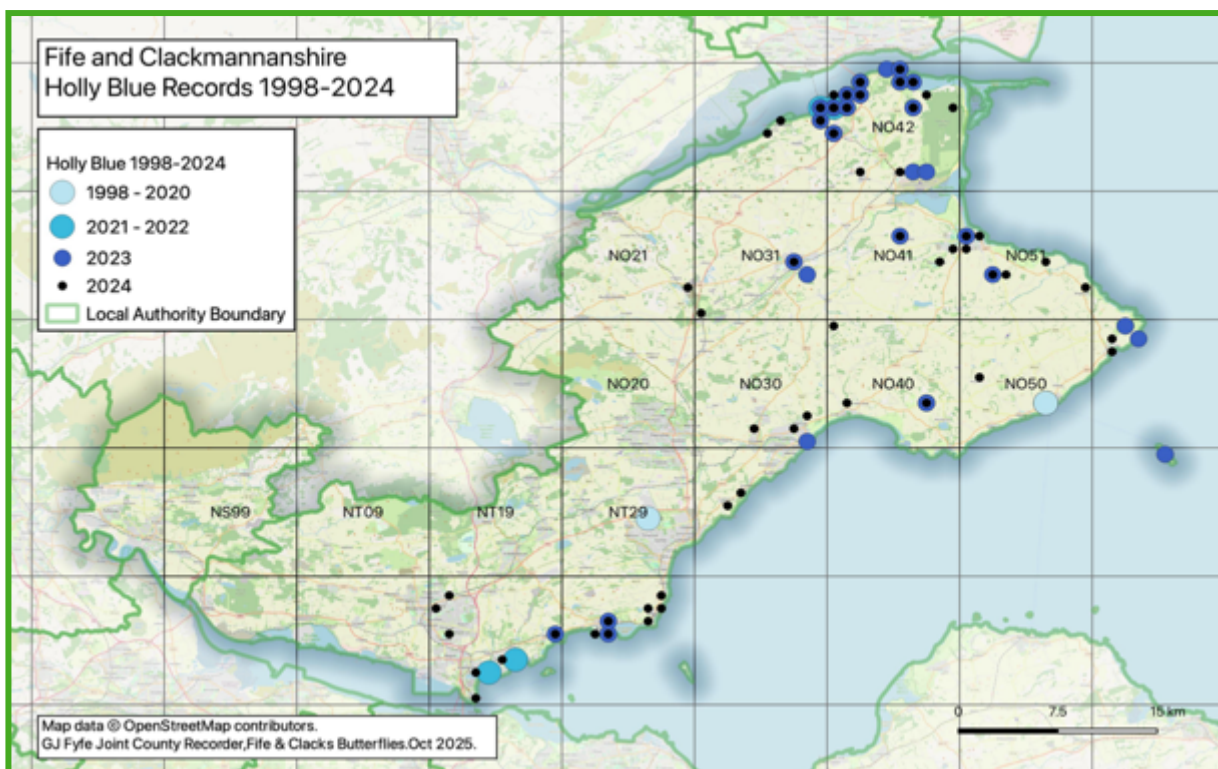 Fife and Clackmannanshire
Holly Blue Records 1998-2024
Holly Blue 1998-2024
1998 - 2020
2021 - 2022
2023
2024
Local Authority Boundary
NO42
NO21
NO31
NO41
NO51
NO20
NO30
NO40
NO50
NS99
NT09
NT19
NT29
0 7.5 15 km
Map data © OpenStreetMap contributors.
GJ Fyfe Joint County Recorder,Fife & Clacks Butterflies.Oct 2025.